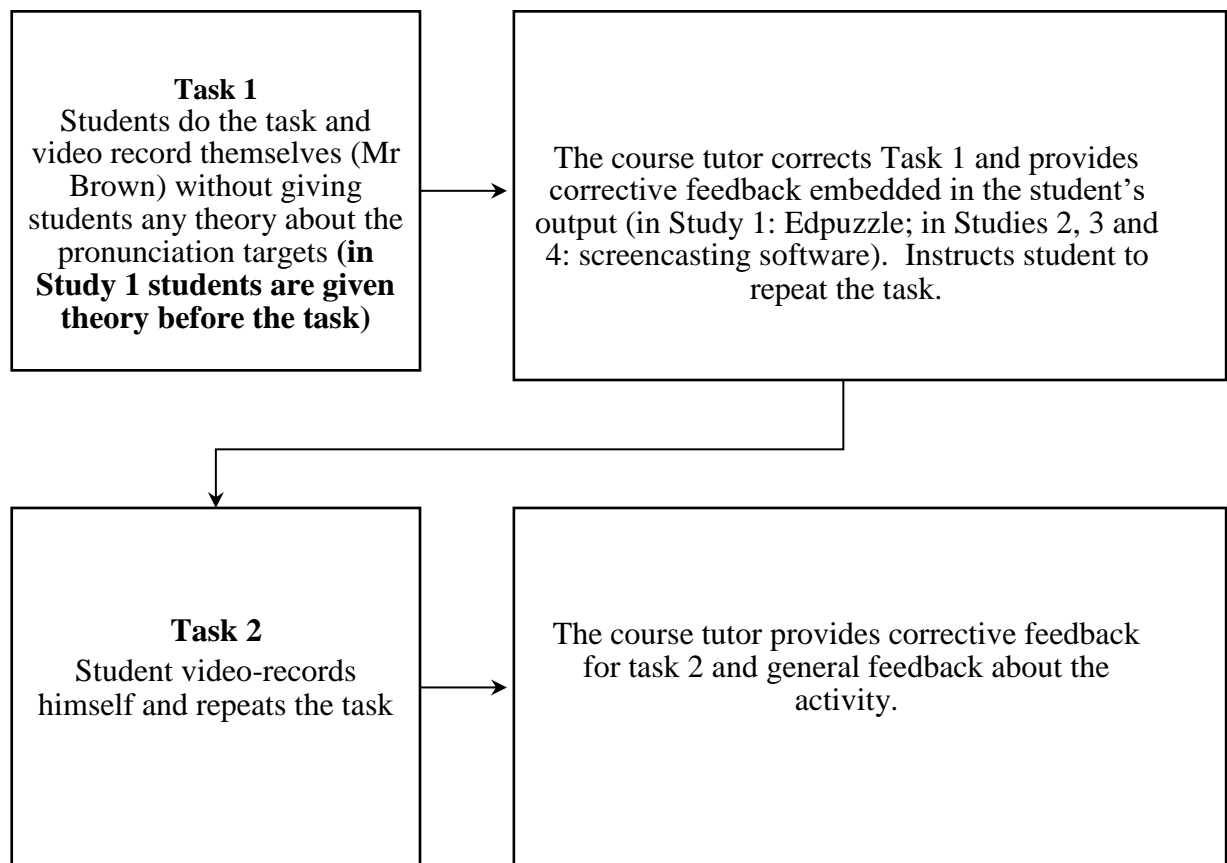 Task 1
Students do the task and
video record themselves (Mr
Brown) without giving
students any theory about the
pronunciation targets (in
Study 1 students are given
theory before the task)
The course tutor corrects Task 1 and provides
corrective feedback embedded in the student’s
output (in Study 1: Edpuzzle; in Studies 2, 3 and
4: screencasting software).  Instructs student to
repeat the task.
Task 2
Student video-records
himself and repeats the task
The course tutor provides corrective feedback
for task 2 and general feedback about the
activity.